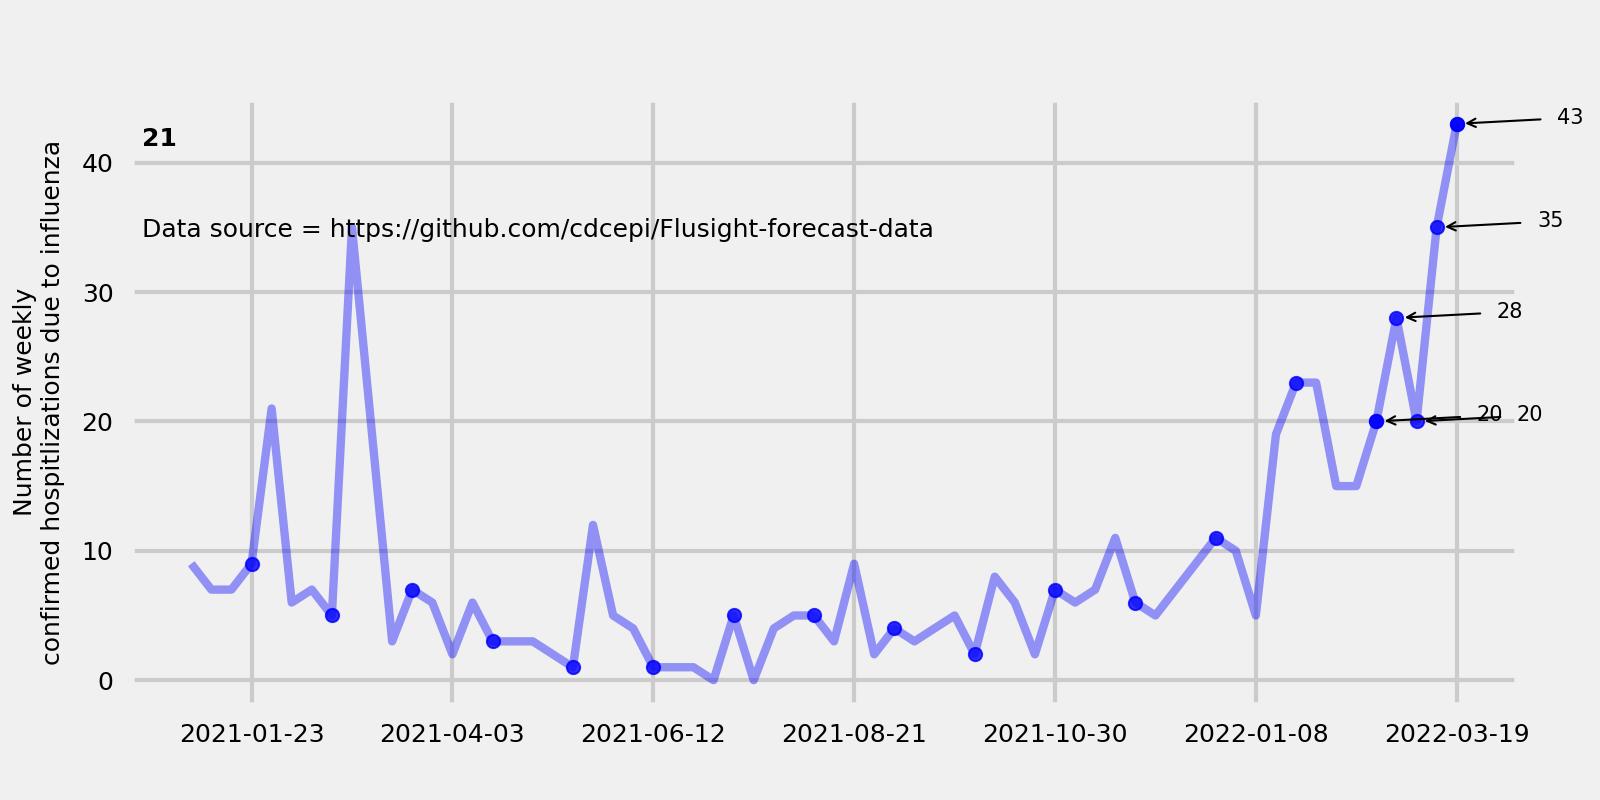 21
Data source = https://github.com/cdcepi/Flusight-forecast-data
Number of weekly
confirmed hospitlizations due to influenza
40
30
20
10
0
43
35
28
20 20
2021-01-23 2021-04-03 2021-06-12 2021-08-21 2021-10-30 2022-01-08 2022-03-19